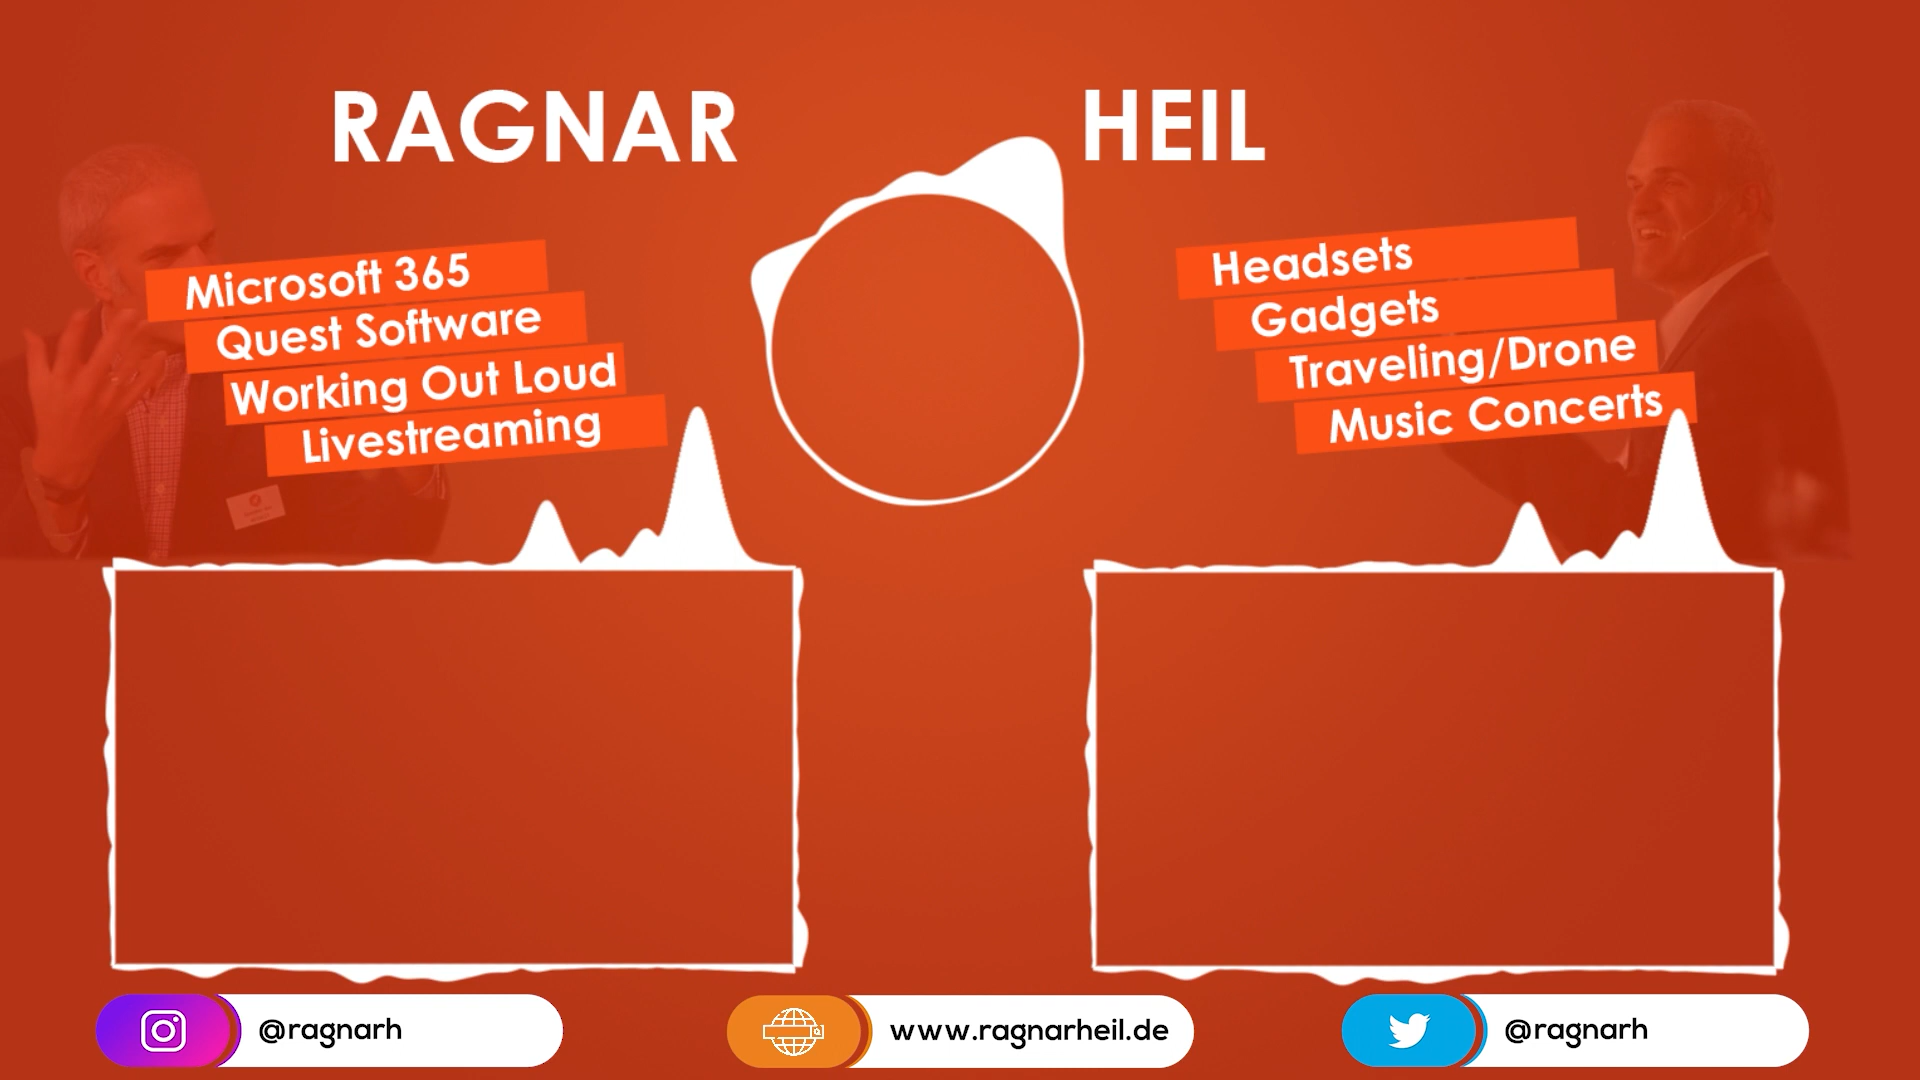 RAGNAR HEIL
Microsoft 365
Quest Software
Working Out Loud
Livestreaming
Headsets
Gadgets
Traveling/Drone
Music Concerts
@ragnarh
www.ragnarheil.de
@ragnarh